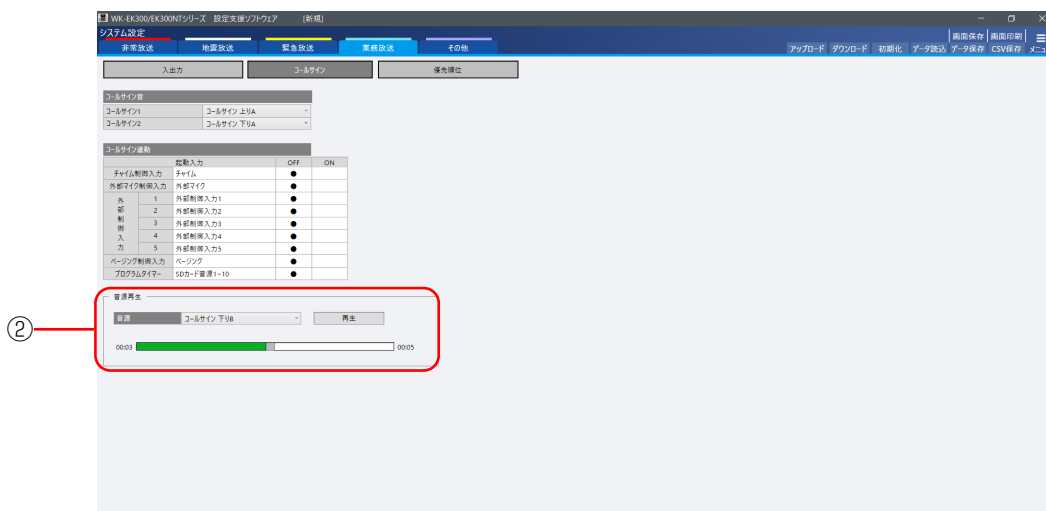 WK-EK300/EK300NTシリーズ 設定支援ソフトウェア [新規]
システム設定
画面保存 画面印刷
非常放送 地震放送 緊急放送 業務放送 その他
アップロード ダウンロード 初期化 データ読込 データ保存 CSV保存 メニュ
入出力 コールサイン 優先順位
コールサイン音
コールサイン1 コールサイン 上りA
コールサイン2 コールサイン 下りA
コールサイン連動
起動入力 OFF ON
チャイム制御入力 チャイム ●
外部マイク制御入力 外部マイク ●
外部制御入力
1 外部制御入力1 ●
2 外部制御入力2 ●
3 外部制御入力3 ●
4 外部制御入力4 ●
5 外部制御入力5 ●
ページング制御入力 ページング ●
プログラムタイマー SDカード音源1~10 ●
音源再生
② 音源 コールサイン 下りB 再生
00:03 00:05